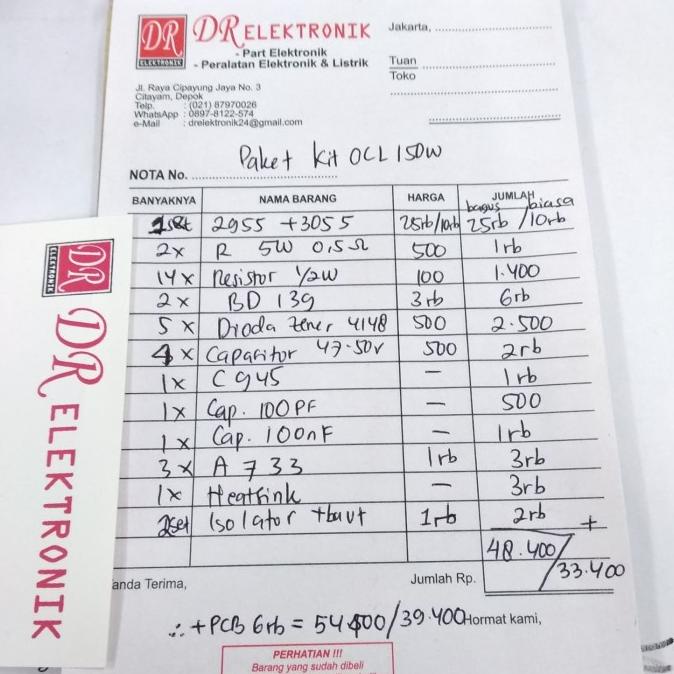 DR
ELEKTRONIK
DR ELEKTRONIK
- Part Elektronik
- Peralatan Elektronik & Listrik
Jl. Raya Cipayung Jaya No. 3
Citayam, Depok
Telp. : (021) 87970026
WhatsApp : 0897-8122-574
e-Mail : drelektronik24@gmail.com
Jakarta,
Tuan
Toko
Paket Kit OCL 150W
NOTA No.
BANYAKNYA NAMA BARANG HARGA JUMLAH
bagus biasa
1set 2955 + 3055 25rb/10rb 25rb /10rb
2x R 5W 0,5Ω 500 1rb
14x Resistor 1/2W 100 1.400
2x BD 139 3rb 6rb
5x Dioda zener 4148 500 2.500
4x Capacitor 47-50V 500 2rb
1x C945 – 1rb
1x Cap. 100PF – 500
1x Cap. 100nF – 1rb
3x A733 1rb 3rb
1x Heatsink – 3rb
2set Isolator + baut 1rb 2rb +
48.400/
/33.400
anda Terima, Jumlah Rp.
∴ + PCB 6rb = 54.400/39.400
Hormat kami,
PERHATIAN !!!
Barang yang sudah dibeli
DR
ELEKTRONIK
DR ELEKTRONIK